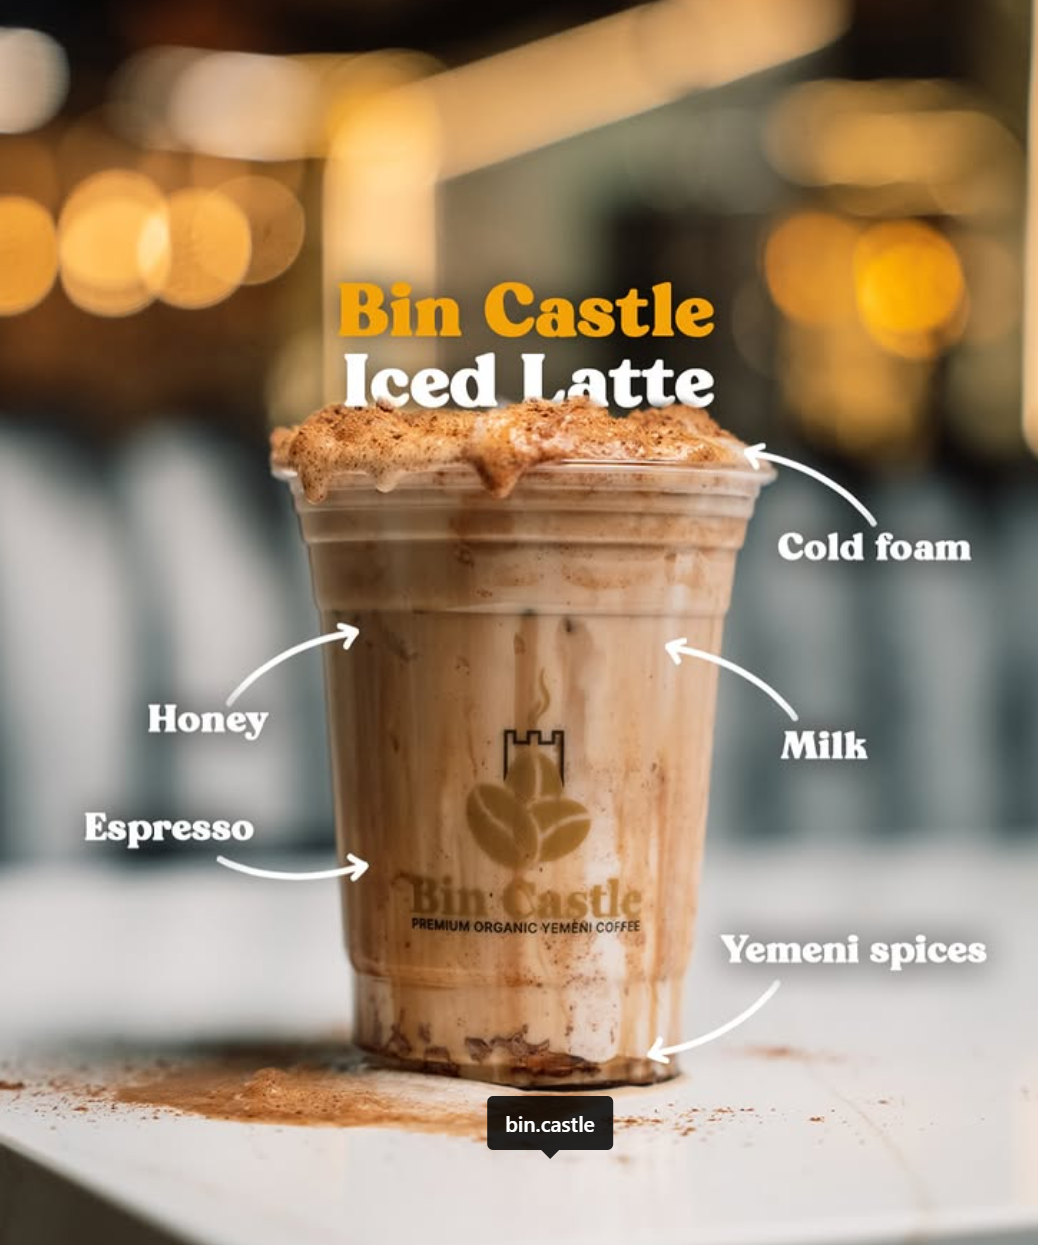 Bin Castle
Iced Latte
Cold foam
Honey
Milk
Espresso
Bin Castle
PREMIUM ORGANIC YEMENI COFFEE
Yemeni spices
bin.castle